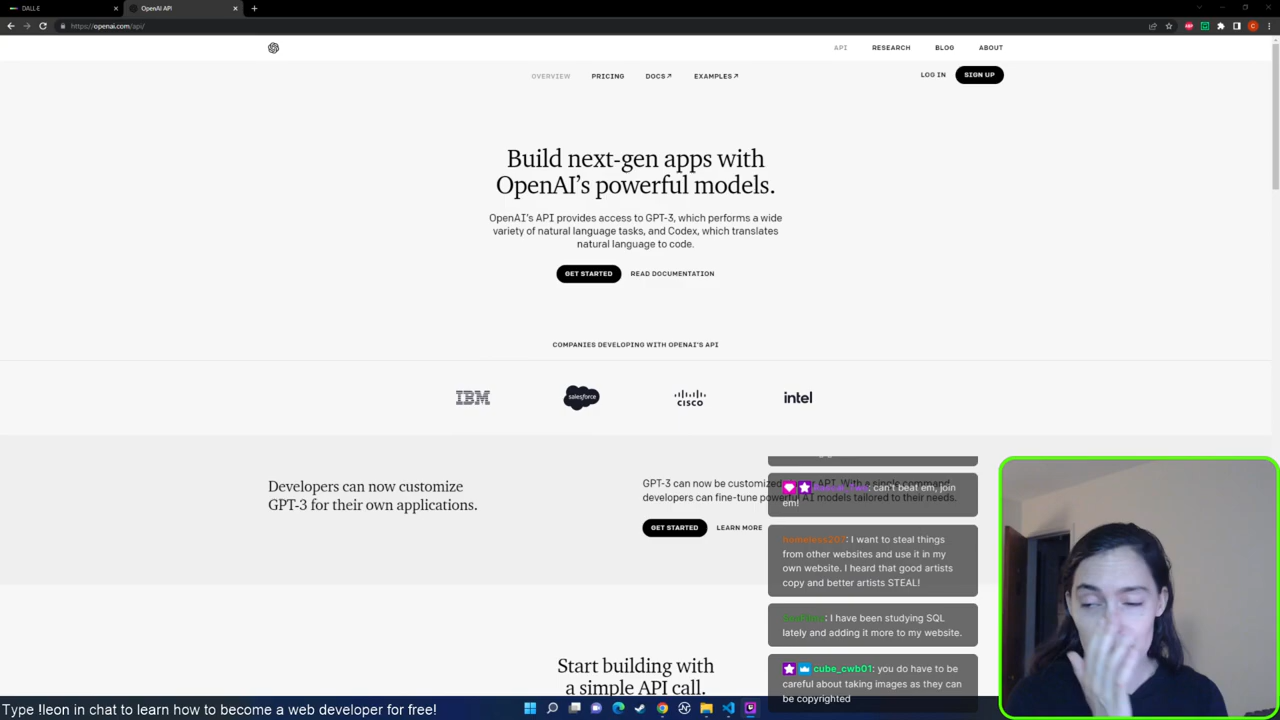 DALL·E
OpenAI API
https://openai.com/api/
API
RESEARCH
BLOG
ABOUT
OVERVIEW
PRICING
DOCS↗
EXAMPLES↗
LOG IN
SIGN UP
Build next-gen apps with
OpenAI's powerful models.
OpenAI's API provides access to GPT-3, which performs a wide
variety of natural language tasks, and Codex, which translates
natural language to code.
GET STARTED
READ DOCUMENTATION
COMPANIES DEVELOPING WITH OPENAI'S API
IBM
salesforce
CISCO
intel
Developers can now customize
GPT-3 for their own applications.
GPT-3 can now be customized API. With a single command
developers can fine-tune powerful AI models tailored to their needs.
GET STARTED
LEARN MORE
can't beat em, join
em!
: I want to steal things
from other websites and use it in my
own website. I heard that good artists
copy and better artists STEAL!
: I have been studying SQL
lately and adding it more to my website.
cube_cwb01: you do have to be
careful about taking images as they can
be copyrighted
Start building with
a simple API call.
Type !leon in chat to learn how to become a web developer for free!